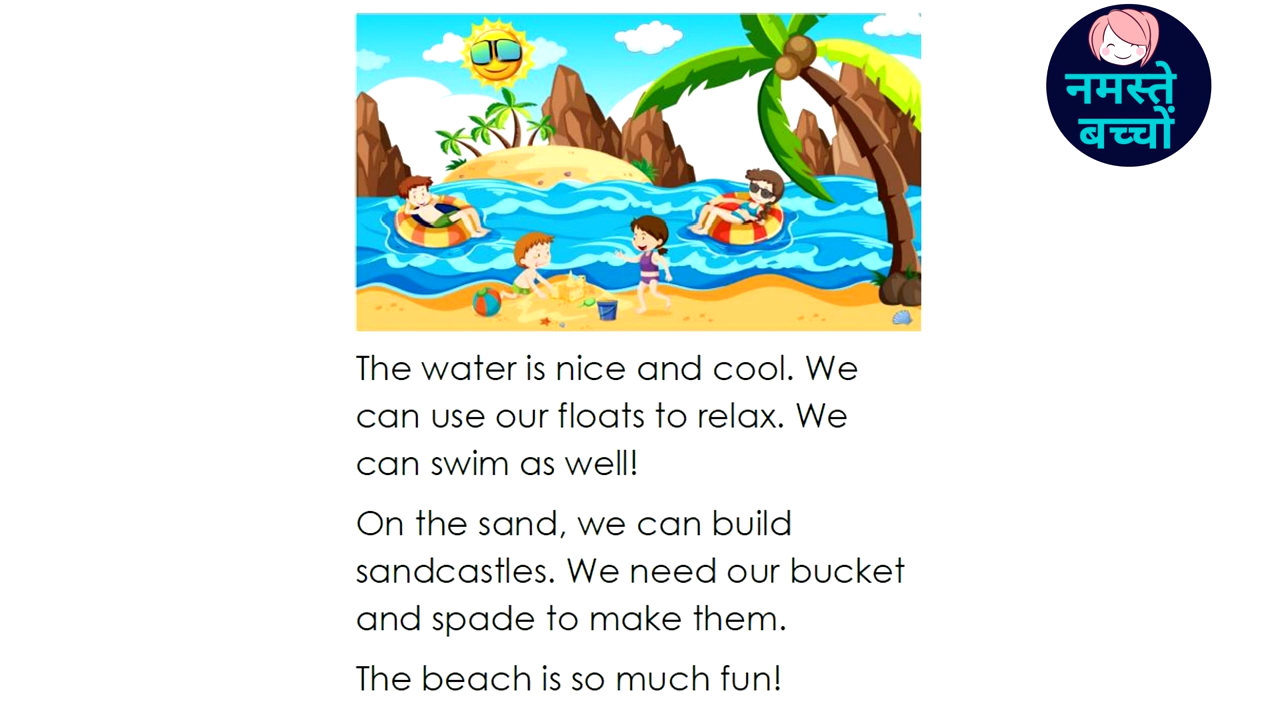 नमस्ते
बच्चों
The water is nice and cool. We
can use our floats to relax. We
can swim as well!
On the sand, we can build
sandcastles. We need our bucket
and spade to make them.
The beach is so much fun!